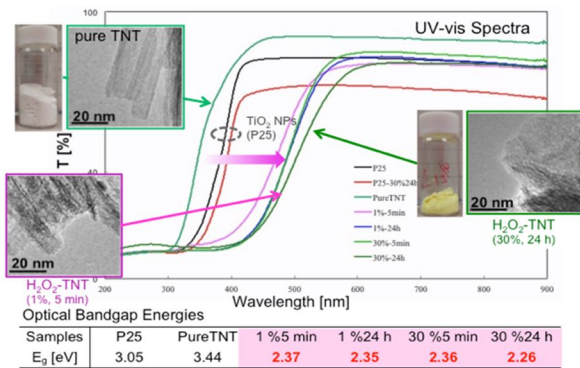 100
UV-vis Spectra
pure TNT
20 nm
T [%]
TiO2 NPs
(P25)
40
P25
P25-30%24h
PureTNT
1%-5min
1%-24h
30%-5min
30%-24h
H2O2-TNT
(30%, 24 h)
20 nm
20 nm
H2O2-TNT
(1%, 5 min)
0
200 300 400 500 600 700 800 900
Wavelength [nm]
Optical Bandgap Energies
Samples P25 PureTNT 1 %5 min 1 %24 h 30 %5 min 30 %24 h
Eg [eV] 3.05 3.44 2.37 2.35 2.36 2.26